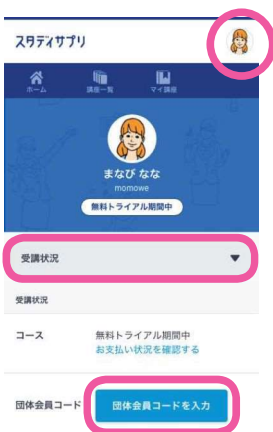 スタディサプリ
ホーム
講座一覧
マイ講座
まなび なな
momowe
無料トライアル期間中
受講状況 ▼
受講状況
コース
無料トライアル期間中
お支払い状況を確認する
団体会員コード
団体会員コードを入力